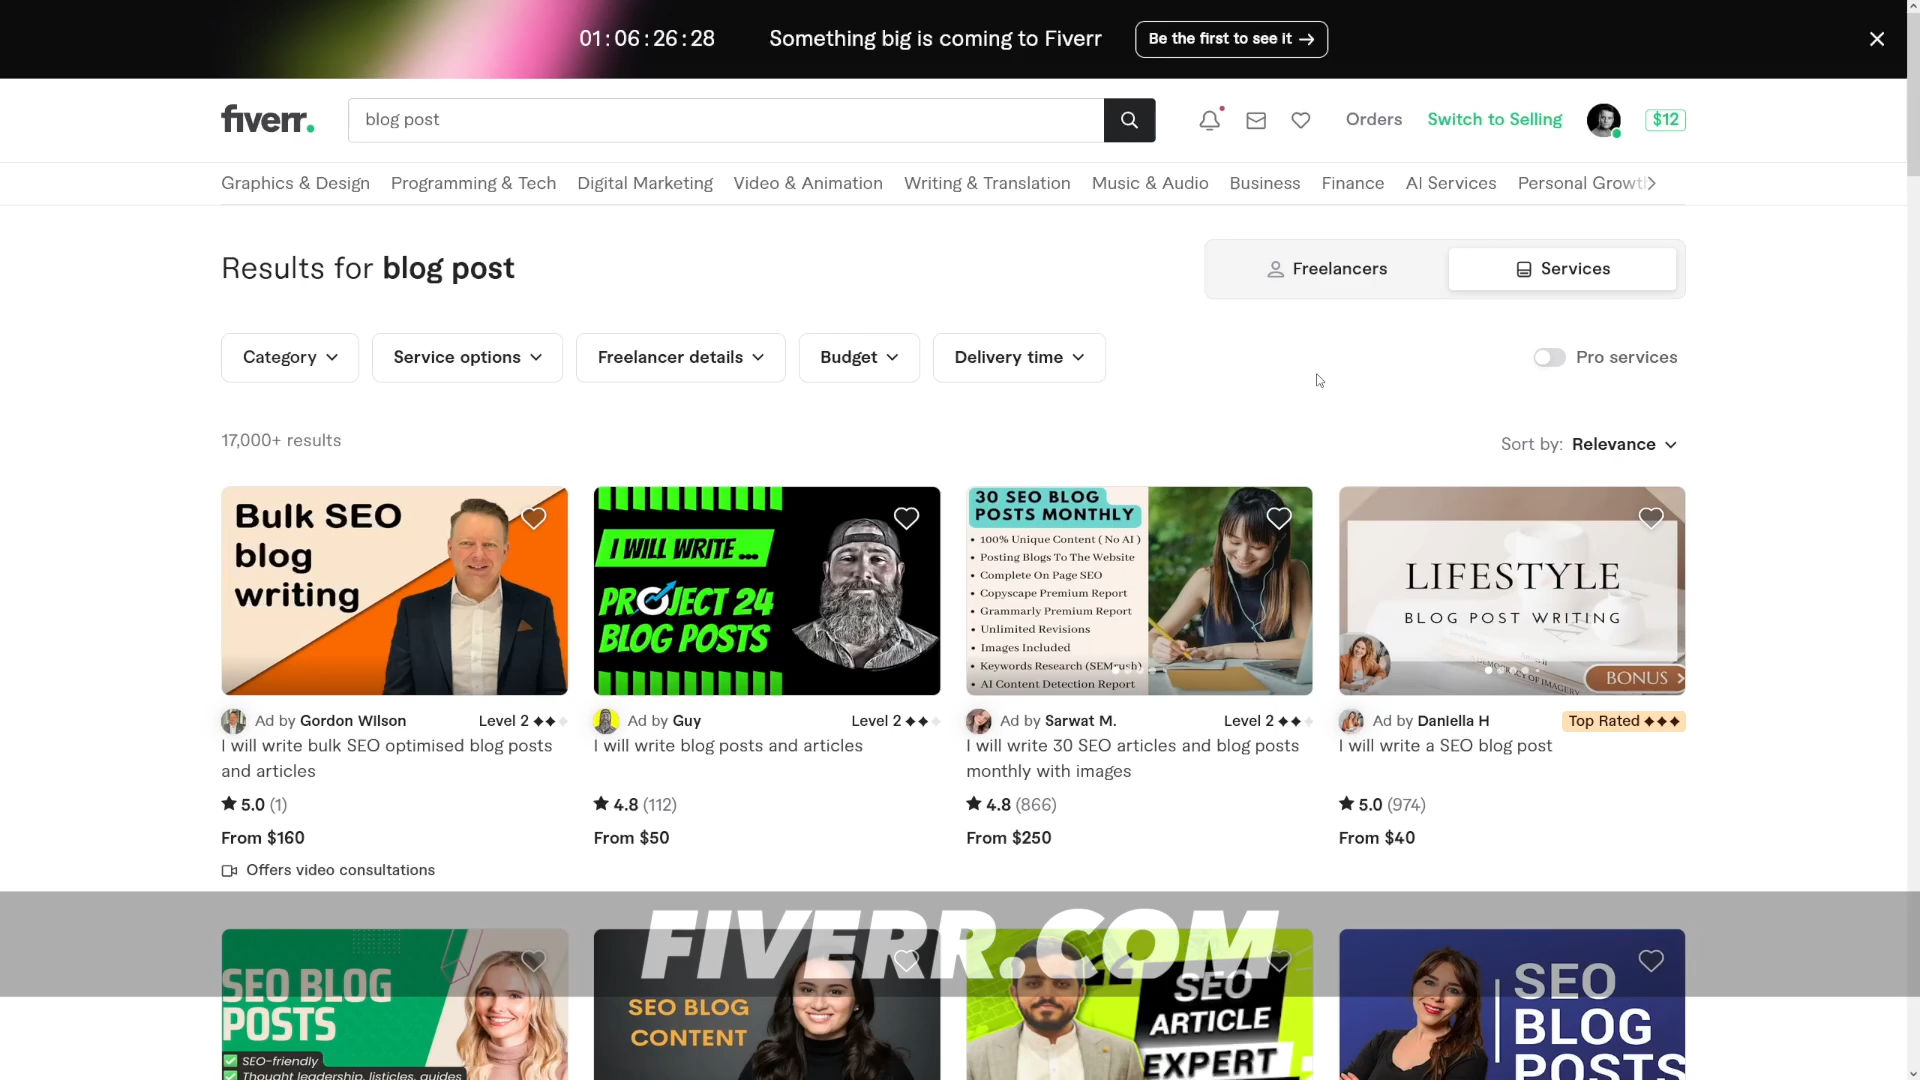 01:06:26:28
Something big is coming to Fiverr
Be the first to see it →
fiverr.
blog post
Orders
Switch to Selling
$12
Graphics & Design
Programming & Tech
Digital Marketing
Video & Animation
Writing & Translation
Music & Audio
Business
Finance
AI Services
Personal Growt
Results for blog post
Freelancers
Services
Category
Service options
Freelancer details
Budget
Delivery time
Pro services
17,000+ results
Sort by: Relevance
Bulk SEO
blog
writing
Ad by Gordon Wilson
Level 2
I will write bulk SEO optimised blog posts
and articles
5.0 (1)
From $160
Offers video consultations
I WILL WRITE ...
PROJECT 24
BLOG POSTS
Ad by Guy
Level 2
I will write blog posts and articles
4.8 (112)
From $50
30 SEO BLOG
POSTS MONTHLY
• 100% Unique Content ( No AI )
• Posting Blogs To The Website
• Complete On Page SEO
• Copyscape Premium Report
• Grammarly Premium Report
• Unlimited Revisions
• Images Included
• Keywords Research (SEMrush)
• AI Content Detection Report
Ad by Sarwat M.
Level 2
I will write 30 SEO articles and blog posts
monthly with images
4.8 (866)
From $250
LIFESTYLE
BLOG POST WRITING
BONUS
Ad by Daniella H
Top Rated
I will write a SEO blog post
5.0 (974)
From $40
FIVERR.COM
SEO BLOG
POSTS
SEO-friendly
Thought leadership, listicles, guides
SEO BLOG
CONTENT
SEO
ARTICLE
EXPERT
SEO
BLOG
POSTS